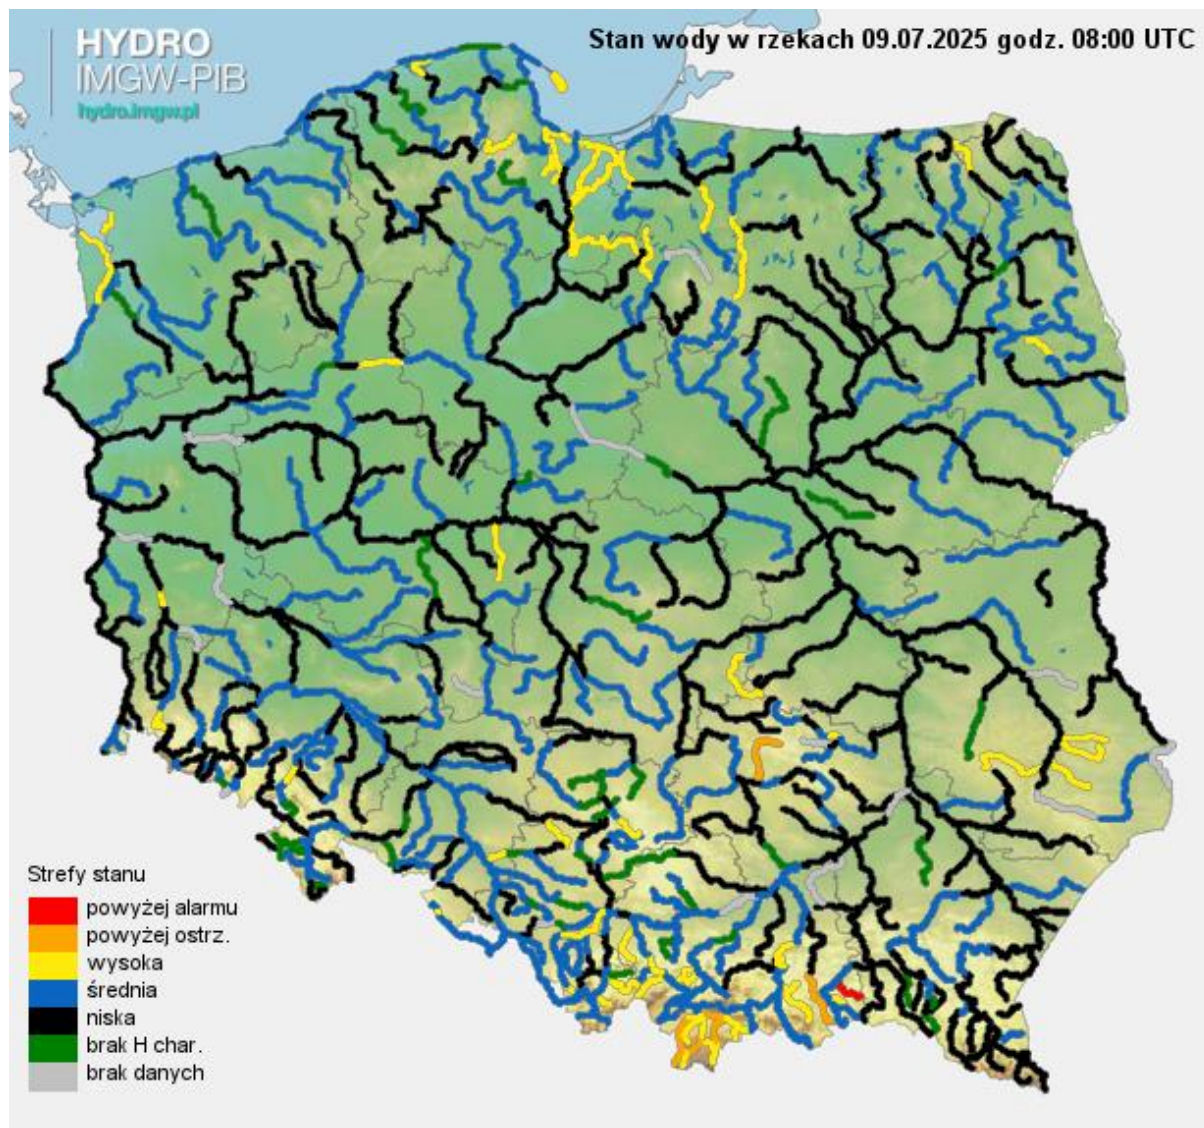 HYDRO
IMGW-PIB
hydro.imgw.pl
Stan wody w rzekach 09.07.2025 godz. 08:00 UTC
Strefy stanu
powyżej alarmu
powyżej ostrz.
wysoka
średnia
niska
brak H char.
brak danych